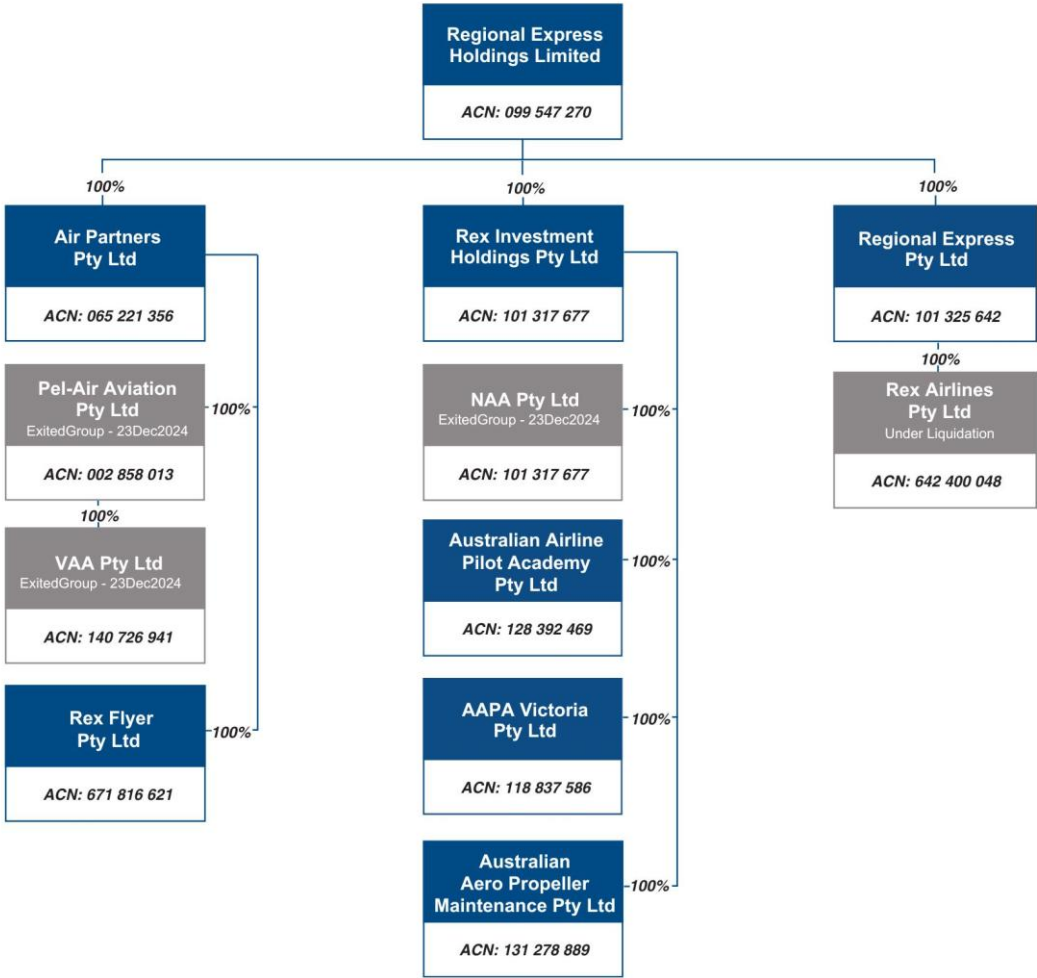 Regional Express
Holdings Limited
ACN: 099 547 270
100%
100%
100%
Air Partners
Pty Ltd
ACN: 065 221 356
Pel-Air Aviation
Pty Ltd
ExitedGroup - 23Dec2024
100%
ACN: 002 858 013
100%
VAA Pty Ltd
ExitedGroup - 23Dec2024
ACN: 140 726 941
Rex Flyer
Pty Ltd
100%
ACN: 671 816 621
Rex Investment
Holdings Pty Ltd
ACN: 101 317 677
NAA Pty Ltd
ExitedGroup - 23Dec2024
100%
ACN: 101 317 677
Australian Airline
Pilot Academy
Pty Ltd
100%
ACN: 128 392 469
AAPA Victoria
Pty Ltd
100%
ACN: 118 837 586
Australian
Aero Propeller
Maintenance Pty Ltd
100%
ACN: 131 278 889
Regional Express
Pty Ltd
ACN: 101 325 642
100%
Rex Airlines
Pty Ltd
Under Liquidation
ACN: 642 400 048